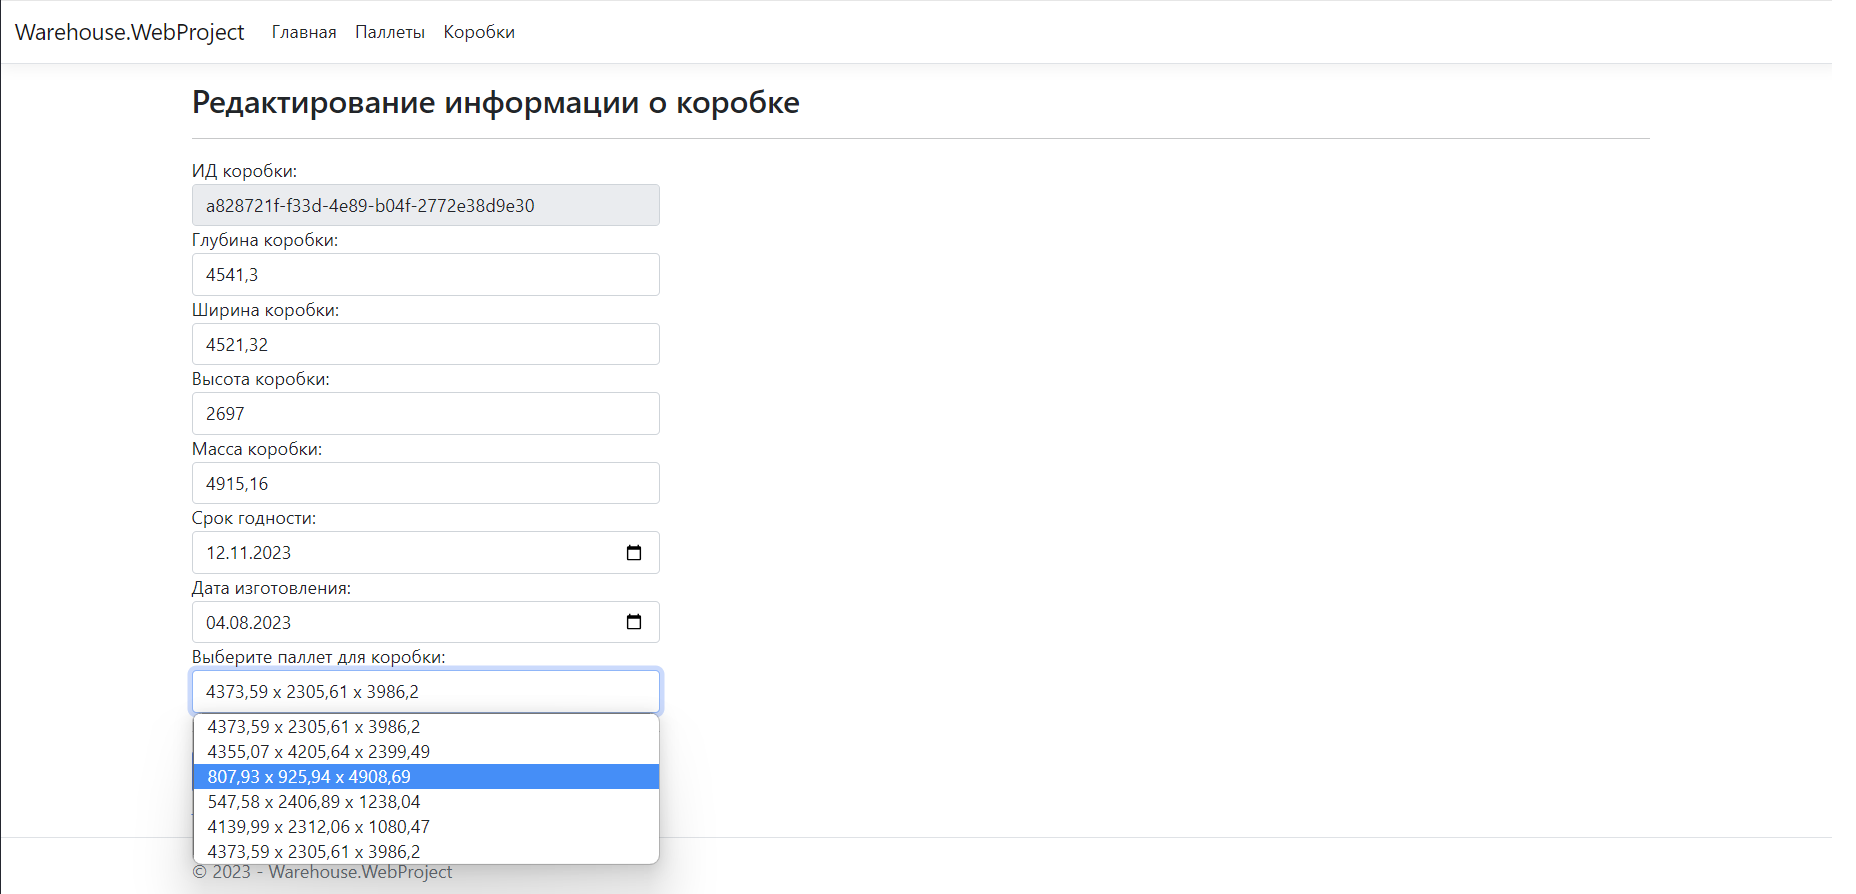 Warehouse.WebProject Главная Паллеты Коробки
Редактирование информации о коробке
ИД коробки:
a828721f-f33d-4e89-b04f-2772e38d9e30
Глубина коробки:
4541,3
Ширина коробки:
4521,32
Высота коробки:
2697
Масса коробки:
4915,16
Срок годности:
12.11.2023
Дата изготовления:
04.08.2023
Выберите паллет для коробки:
4373,59 x 2305,61 x 3986,2
4373,59 x 2305,61 x 3986,2
4355,07 x 4205,64 x 2399,49
807,93 x 925,94 x 4908,69
547,58 x 2406,89 x 1238,04
4139,99 x 2312,06 x 1080,47
4373,59 x 2305,61 x 3986,2
© 2023 - Warehouse.WebProject